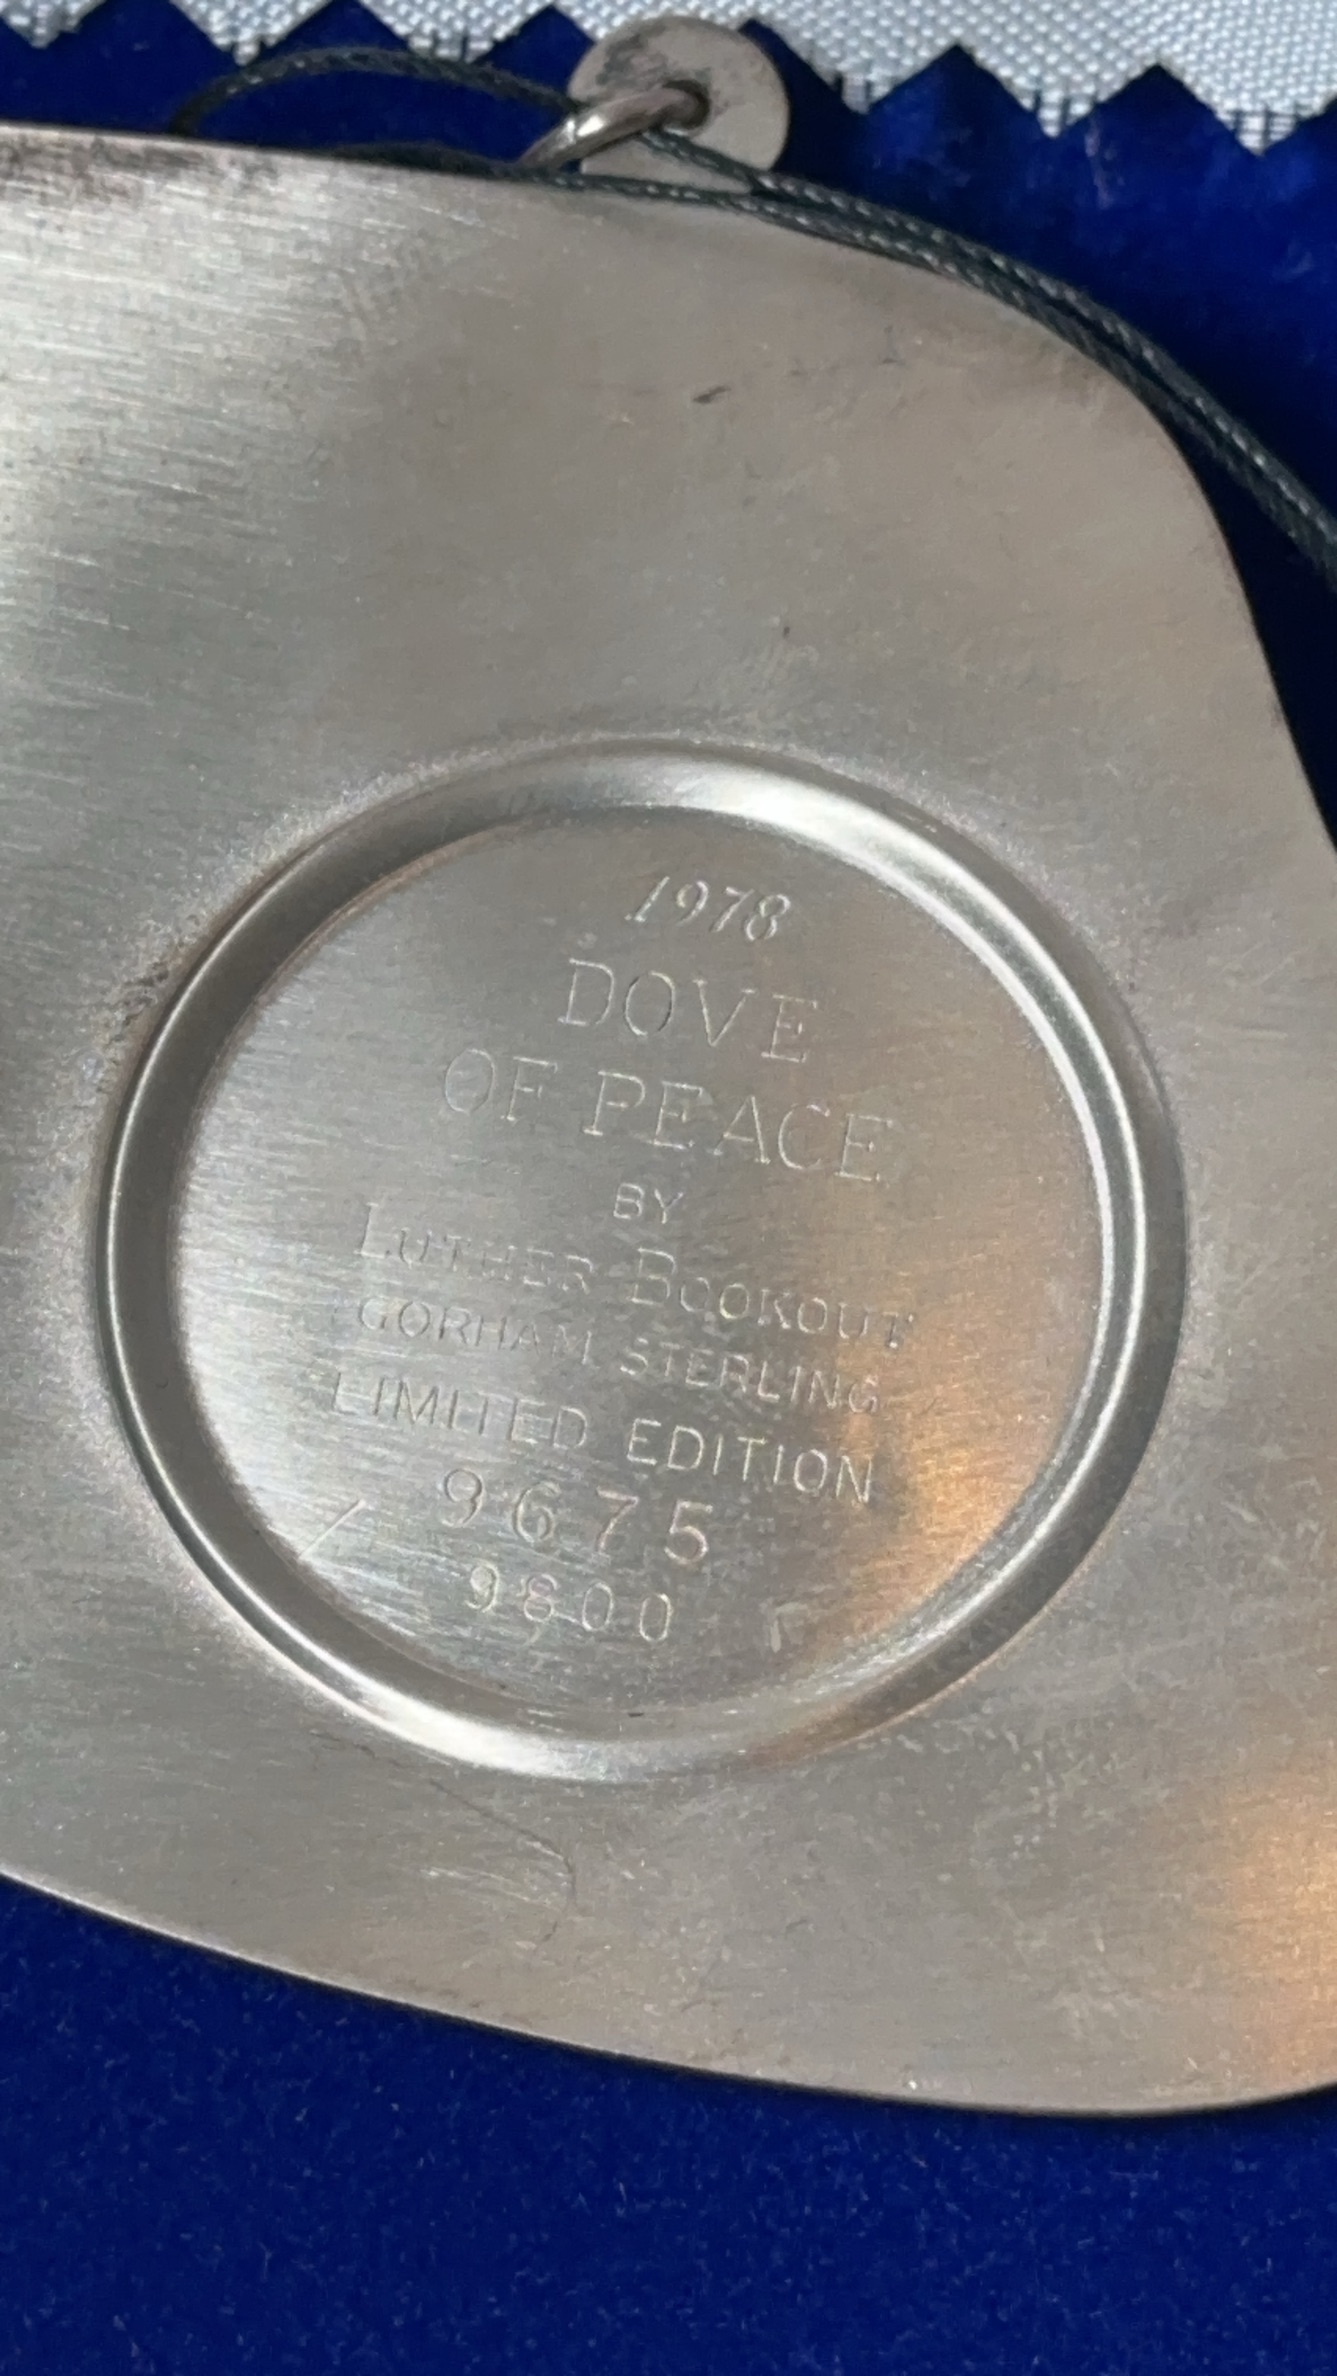 1978
DOVE
OF PEACE
BY
LUTHER BOOKOUT
GORHAM STERLING
LIMITED EDITION
9675
9800